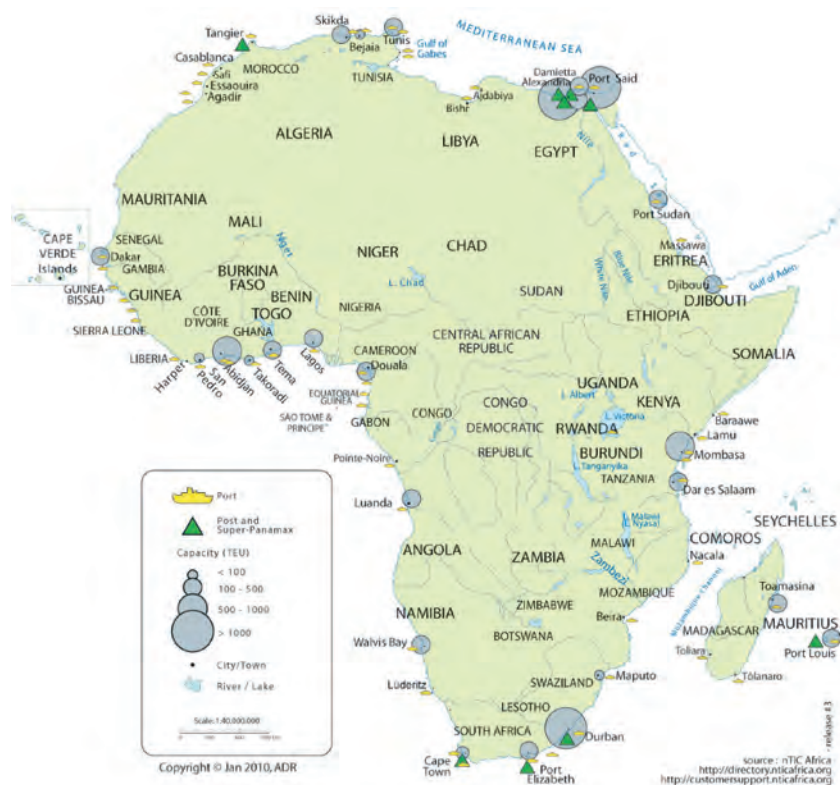 MEDITERRANEAN SEA
Tangier
Skikda
Bejaia
Tunis
Gulf of
Gabes
Casablanca
Safi
Essaouira
Agadir
MOROCCO
TUNISIA
Ajdabiya
Bishr
Damietta
Alexandria
Port Said
ALGERIA
LIBYA
EGYPT
Nile
Red
MAURITANIA
MALI
NIGER
CHAD
Port Sudan
Massawa
ERITREA
CAPE
VERDE
Islands
SENEGAL
Dakar
GAMBIA
GUINEA-
BISSAU
GUINEA
SIERRA LEONE
LIBERIA
BURKINA
FASO
BENIN
TOGO
CÔTE
D'IVOIRE
GHANA
Niger
NIGERIA
L. Chad
SUDAN
White Nile
Blue Nile
Djibouti
DJIBOUTI
Gulf of Aden
ETHIOPIA
SOMALIA
Harper
San
Pedro
Abidjan
Takoradi
Tema
Lagos
CENTRAL AFRICAN
REPUBLIC
CAMEROON
Douala
EQUATORIAL
GUINEA
SAO TOME &
PRINCIPE
GABON
CONGO
CONGO
DEMOCRATIC
REPUBLIC
UGANDA
L. Albert
KENYA
L. Victoria
RWANDA
BURUNDI
L. Tanganyika
TANZANIA
Baraawe
Lamu
Mombasa
Dar es Salaam
Pointe-Noire
Luanda
ANGOLA
ZAMBIA
L. Malawi
(L. Nyasa)
MALAWI
Zambezi
MOZAMBIQUE
COMOROS
SEYCHELLES
Nacala
Mozambique Channel
Toamasina
MAURITIUS
Port Louis
MADAGASCAR
Toliara
Tôlanaro
NAMIBIA
ZIMBABWE
Beira
BOTSWANA
Walvis Bay
Lüderitz
SWAZILAND
Maputo
LESOTHO
SOUTH AFRICA
Durban
Cape
Town
Port
Elizabeth
Port
Post and
Super-Panamax
Capacity (TEU)
< 100
100 - 500
500 - 1000
> 1000
City/Town
River / Lake
Scale:1:40,000,000
Copyright © Jan 2010, ADR
- release #3
source : nTIC Africa
http://directory.nticafrica.org
http://customersupport.nticafrica.org